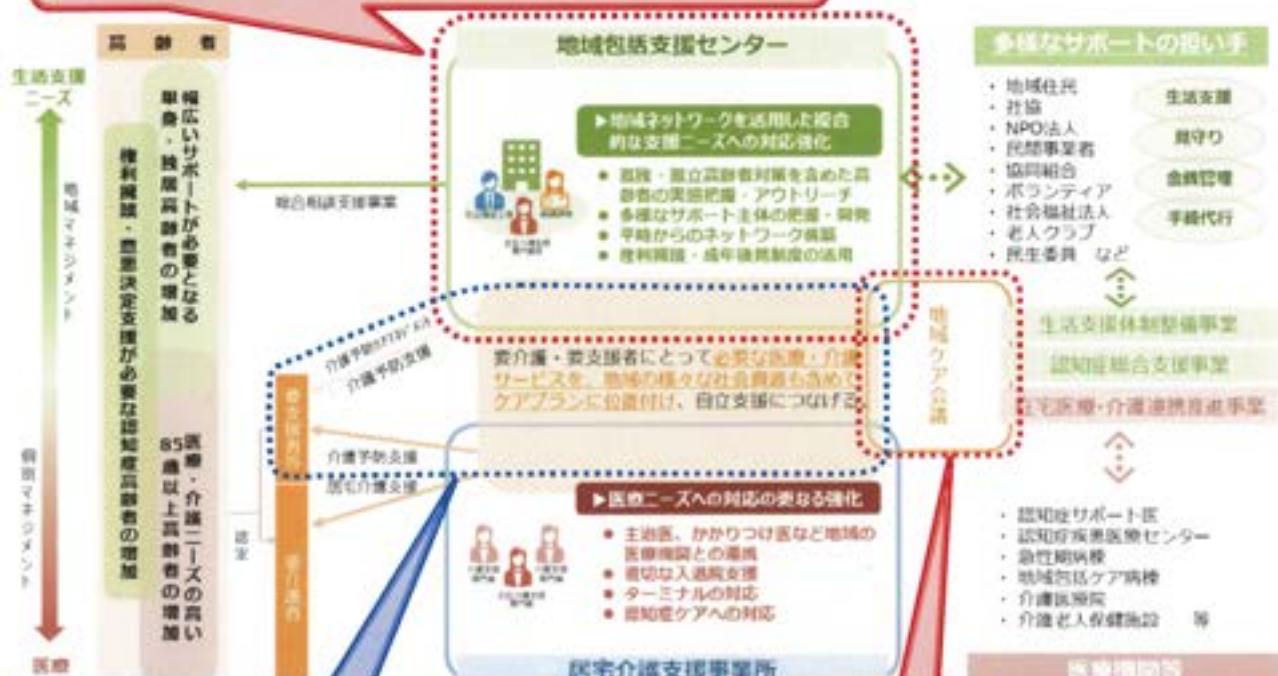 高齢者
生活支援
ニーズ
地域マネジメント
個別マネジメント
医療
幅広いサポートが必要となる
単身・独居高齢者の増加
権利擁護・意思決定支援が必要な認知症高齢者の増加
医療・介護ニーズの高い
85歳以上高齢者の増加
総合相談支援事業
介護予防支援
介護予防支援
居宅介護支援
認定
要支援者
要介護者
地域包括支援センター
▶地域ネットワークを活用した複合
的な支援ニーズへの対応強化
● 孤独・孤立高齢者対策を含めた高
齢者の実態把握・アウトリーチ
● 多様なサポート主体の把握・開発
● 平時からのネットワーク構築
● 権利擁護・成年後見制度の活用
要介護・要支援者にとって必要な医療・介護
サービスを、地域の様々な社会資源も含めて
ケアプランに位置付け、自立支援につなげる
地域ケア会議
▶医療ニーズへの対応の更なる強化
● 主治医、かかりつけ医など地域の
医療機関との連携
● 適切な入退院支援
● ターミナルの対応
● 認知症ケアへの対応
居宅介護支援事業所
多様なサポートの担い手
・ 地域住民
・ 社協
・ NPO法人
・ 民間事業者
・ 協同組合
・ ボランティア
・ 社会福祉法人
・ 老人クラブ
・ 民生委員 など
生活支援
見守り
金銭管理
手続代行
生活支援体制整備事業
認知症総合支援事業
在宅医療・介護連携推進事業
・ 認知症サポート医
・ 認知症疾患医療センター
・ 急性期病棟
・ 地域包括ケア病棟
・ 介護医療院
・ 介護老人保健施設 等
医療機関等